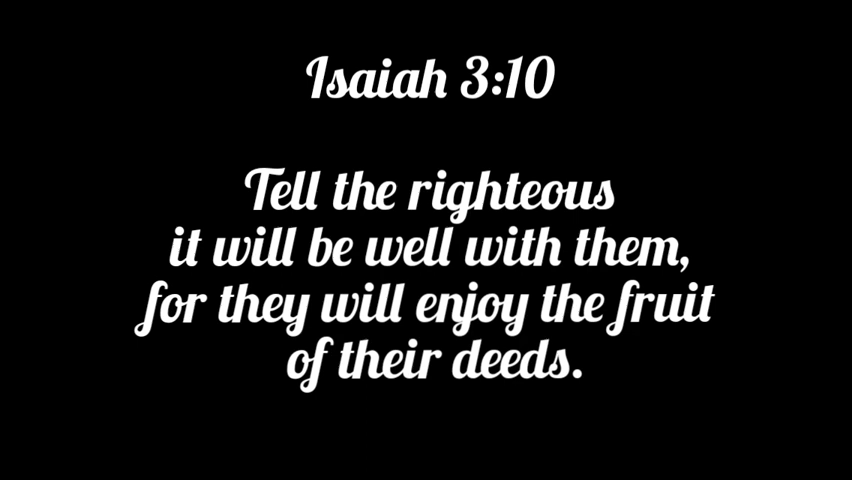 Isaiah 3:10
Tell the righteous
it will be well with them,
for they will enjoy the fruit
of their deeds.